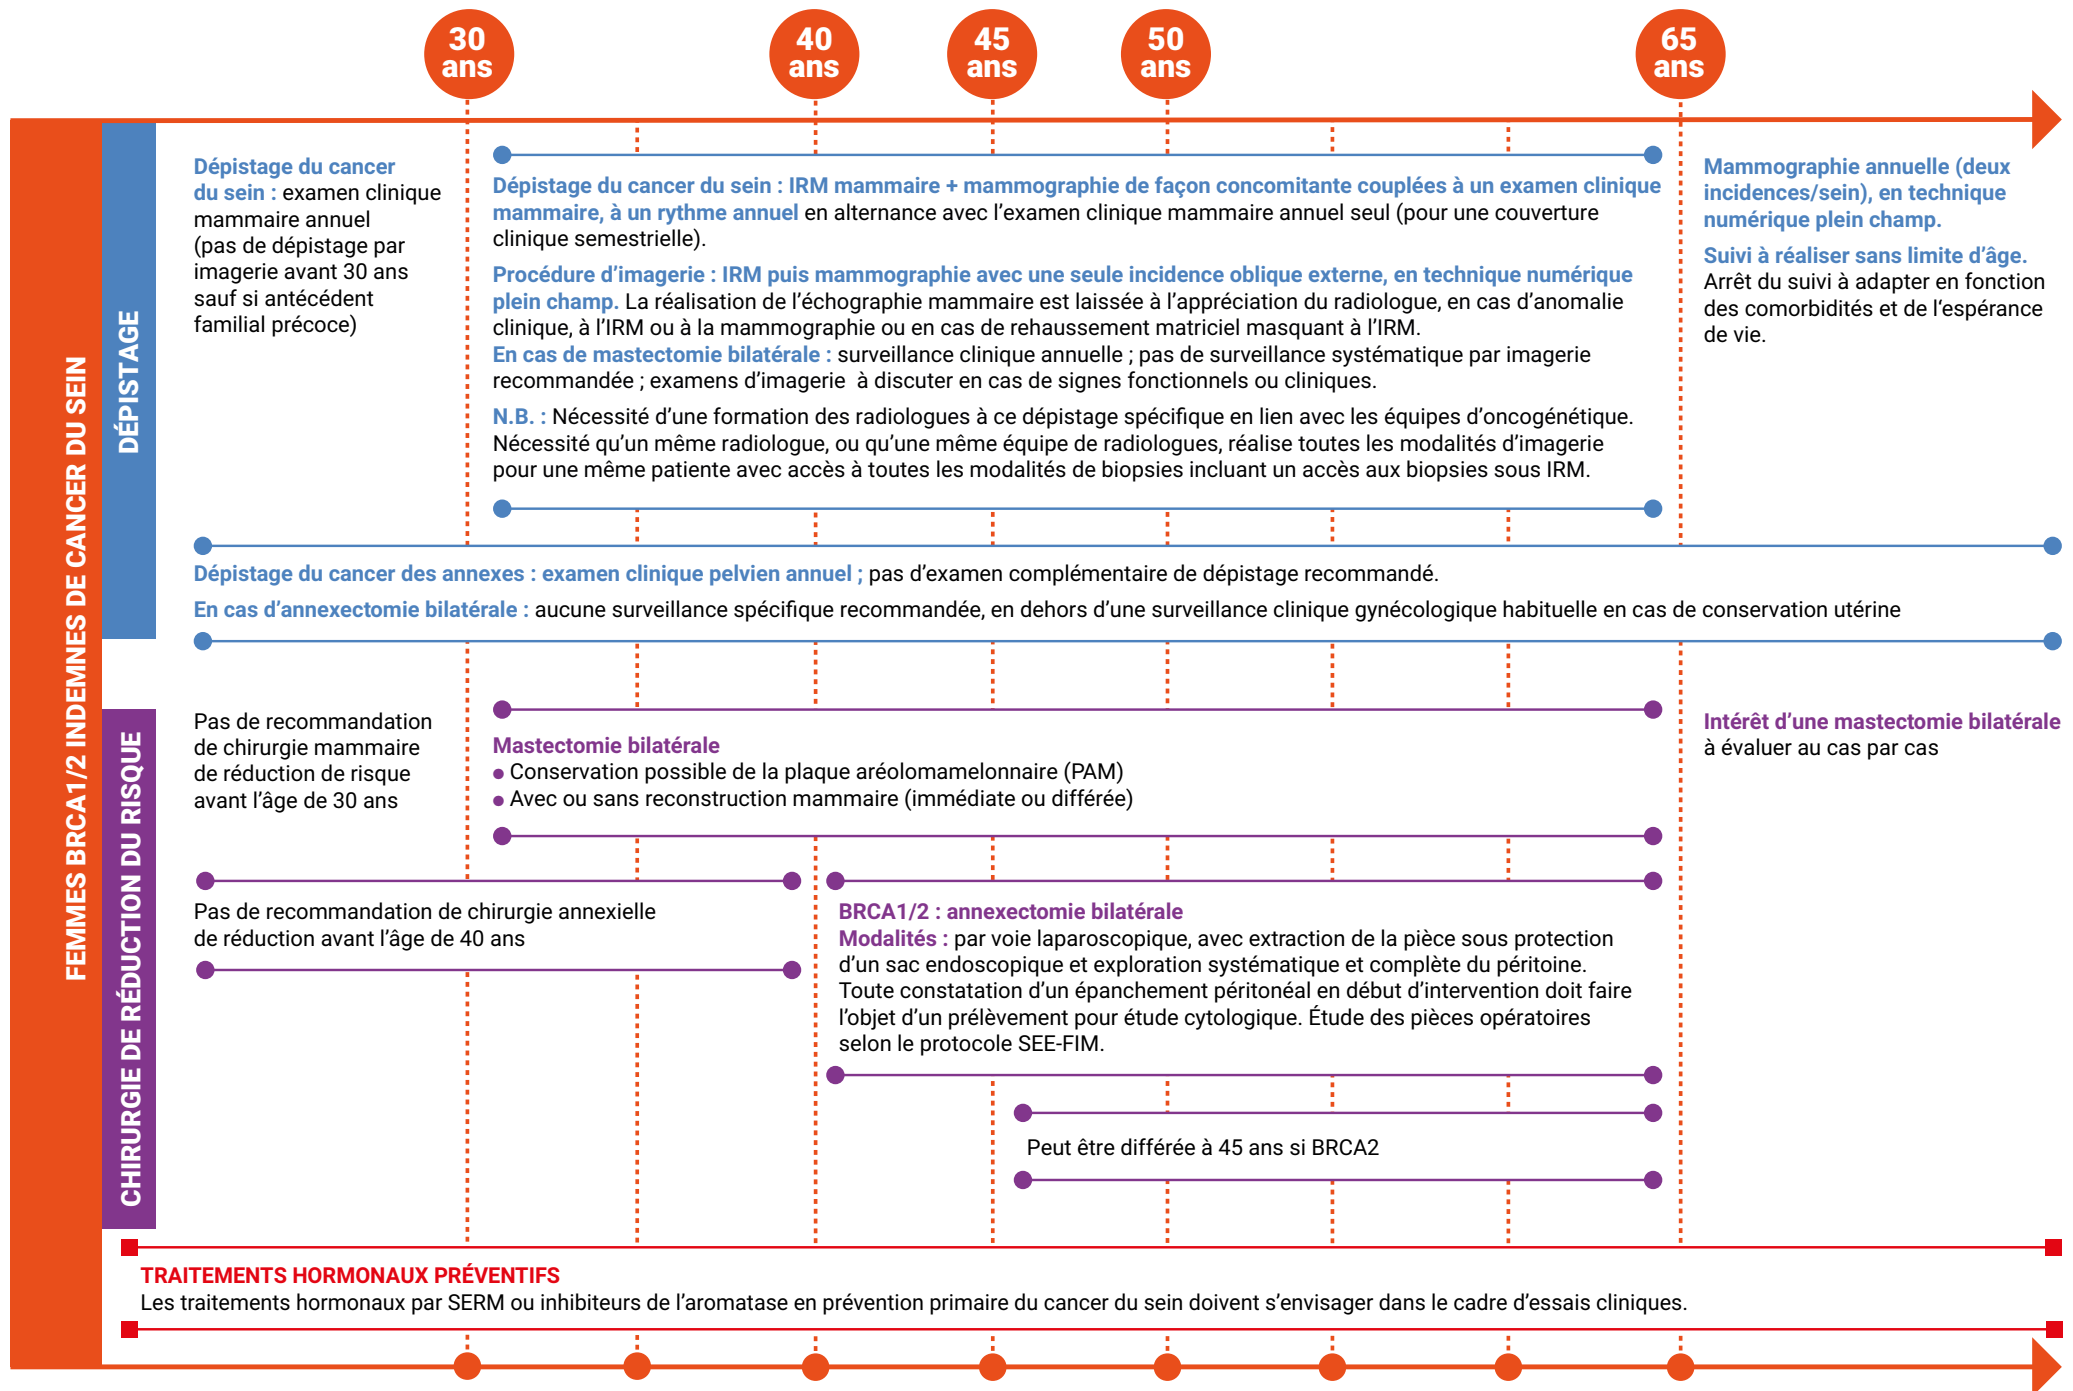 30
ans
40
ans
45
ans
50
ans
65
ans
FEMMES BRCA1/2 INDEMNES DE CANCER DU SEIN
DÉPISTAGE
Dépistage du cancer
du sein : examen clinique
mammaire annuel
(pas de dépistage par
imagerie avant 30 ans
sauf si antécédent
familial précoce)
Dépistage du cancer du sein : IRM mammaire + mammographie de façon concomitante couplées à un examen clinique
mammaire, à un rythme annuel en alternance avec l’examen clinique mammaire annuel seul (pour une couverture
clinique semestrielle).
Procédure d’imagerie : IRM puis mammographie avec une seule incidence oblique externe, en technique numérique
plein champ. La réalisation de l’échographie mammaire est laissée à l’appréciation du radiologue, en cas d’anomalie
clinique, à l’IRM ou à la mammographie ou en cas de rehaussement matriciel masquant à l’IRM.
En cas de mastectomie bilatérale : surveillance clinique annuelle ; pas de surveillance systématique par imagerie
recommandée ; examens d’imagerie à discuter en cas de signes fonctionnels ou cliniques.
N.B. : Nécessité d’une formation des radiologues à ce dépistage spécifique en lien avec les équipes d’oncogénétique.
Nécessité qu’un même radiologue, ou qu’une même équipe de radiologues, réalise toutes les modalités d’imagerie
pour une même patiente avec accès à toutes les modalités de biopsies incluant un accès aux biopsies sous IRM.
Mammographie annuelle (deux
incidences/sein), en technique
numérique plein champ.
Suivi à réaliser sans limite d’âge.
Arrêt du suivi à adapter en fonction
des comorbidités et de l‘espérance
de vie.
Dépistage du cancer des annexes : examen clinique pelvien annuel ; pas d’examen complémentaire de dépistage recommandé.
En cas d’annexectomie bilatérale : aucune surveillance spécifique recommandée, en dehors d’une surveillance clinique gynécologique habituelle en cas de conservation utérine
CHIRURGIE DE RÉDUCTION DU RISQUE
Pas de recommandation
de chirurgie mammaire
de réduction de risque
avant l’âge de 30 ans
Mastectomie bilatérale
● Conservation possible de la plaque aréolomamelonnaire (PAM)
● Avec ou sans reconstruction mammaire (immédiate ou différée)
Intérêt d’une mastectomie bilatérale
à évaluer au cas par cas
Pas de recommandation de chirurgie annexielle
de réduction avant l’âge de 40 ans
BRCA1/2 : annexectomie bilatérale
Modalités : par voie laparoscopique, avec extraction de la pièce sous protection
d’un sac endoscopique et exploration systématique et complète du péritoine.
Toute constatation d’un épanchement péritonéal en début d’intervention doit faire
l’objet d’un prélèvement pour étude cytologique. Étude des pièces opératoires
selon le protocole SEE-FIM.
Peut être différée à 45 ans si BRCA2
TRAITEMENTS HORMONAUX PRÉVENTIFS
Les traitements hormonaux par SERM ou inhibiteurs de l’aromatase en prévention primaire du cancer du sein doivent s’envisager dans le cadre d’essais cliniques.